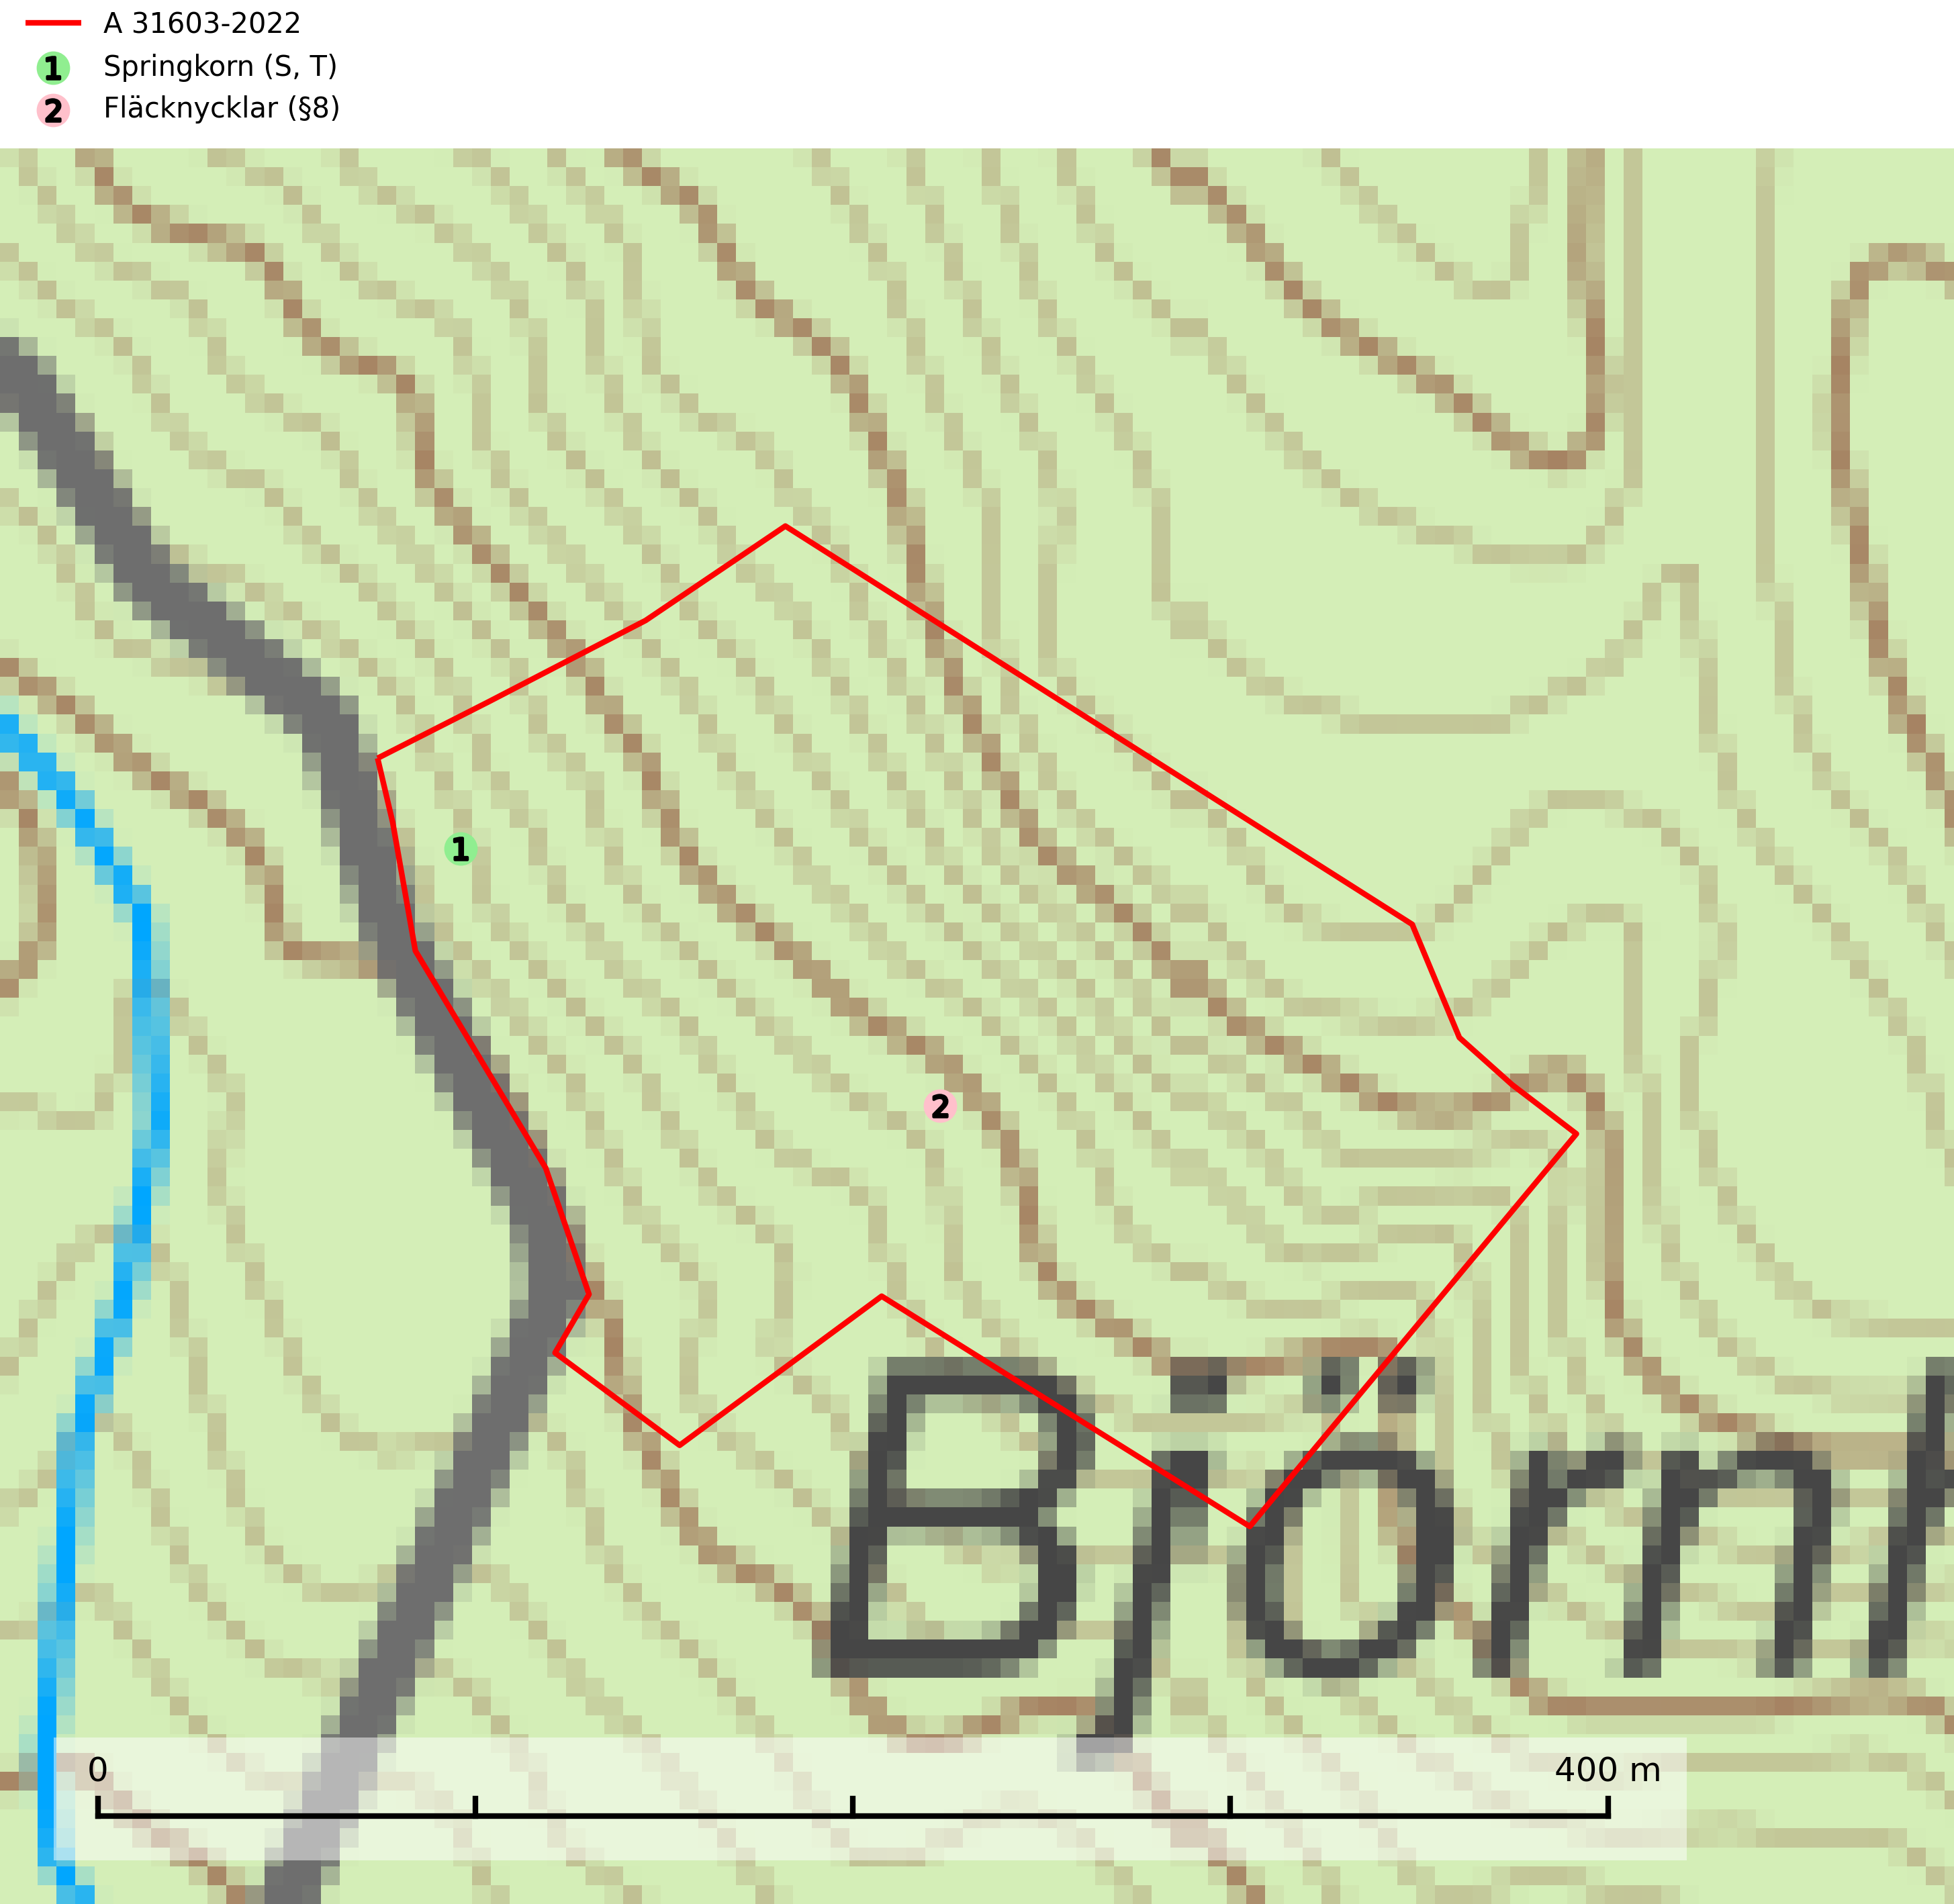 A 31603-2022
1 Springkorn (S, T)
2 Fläcknycklar (§8)
1
2
0
400 m